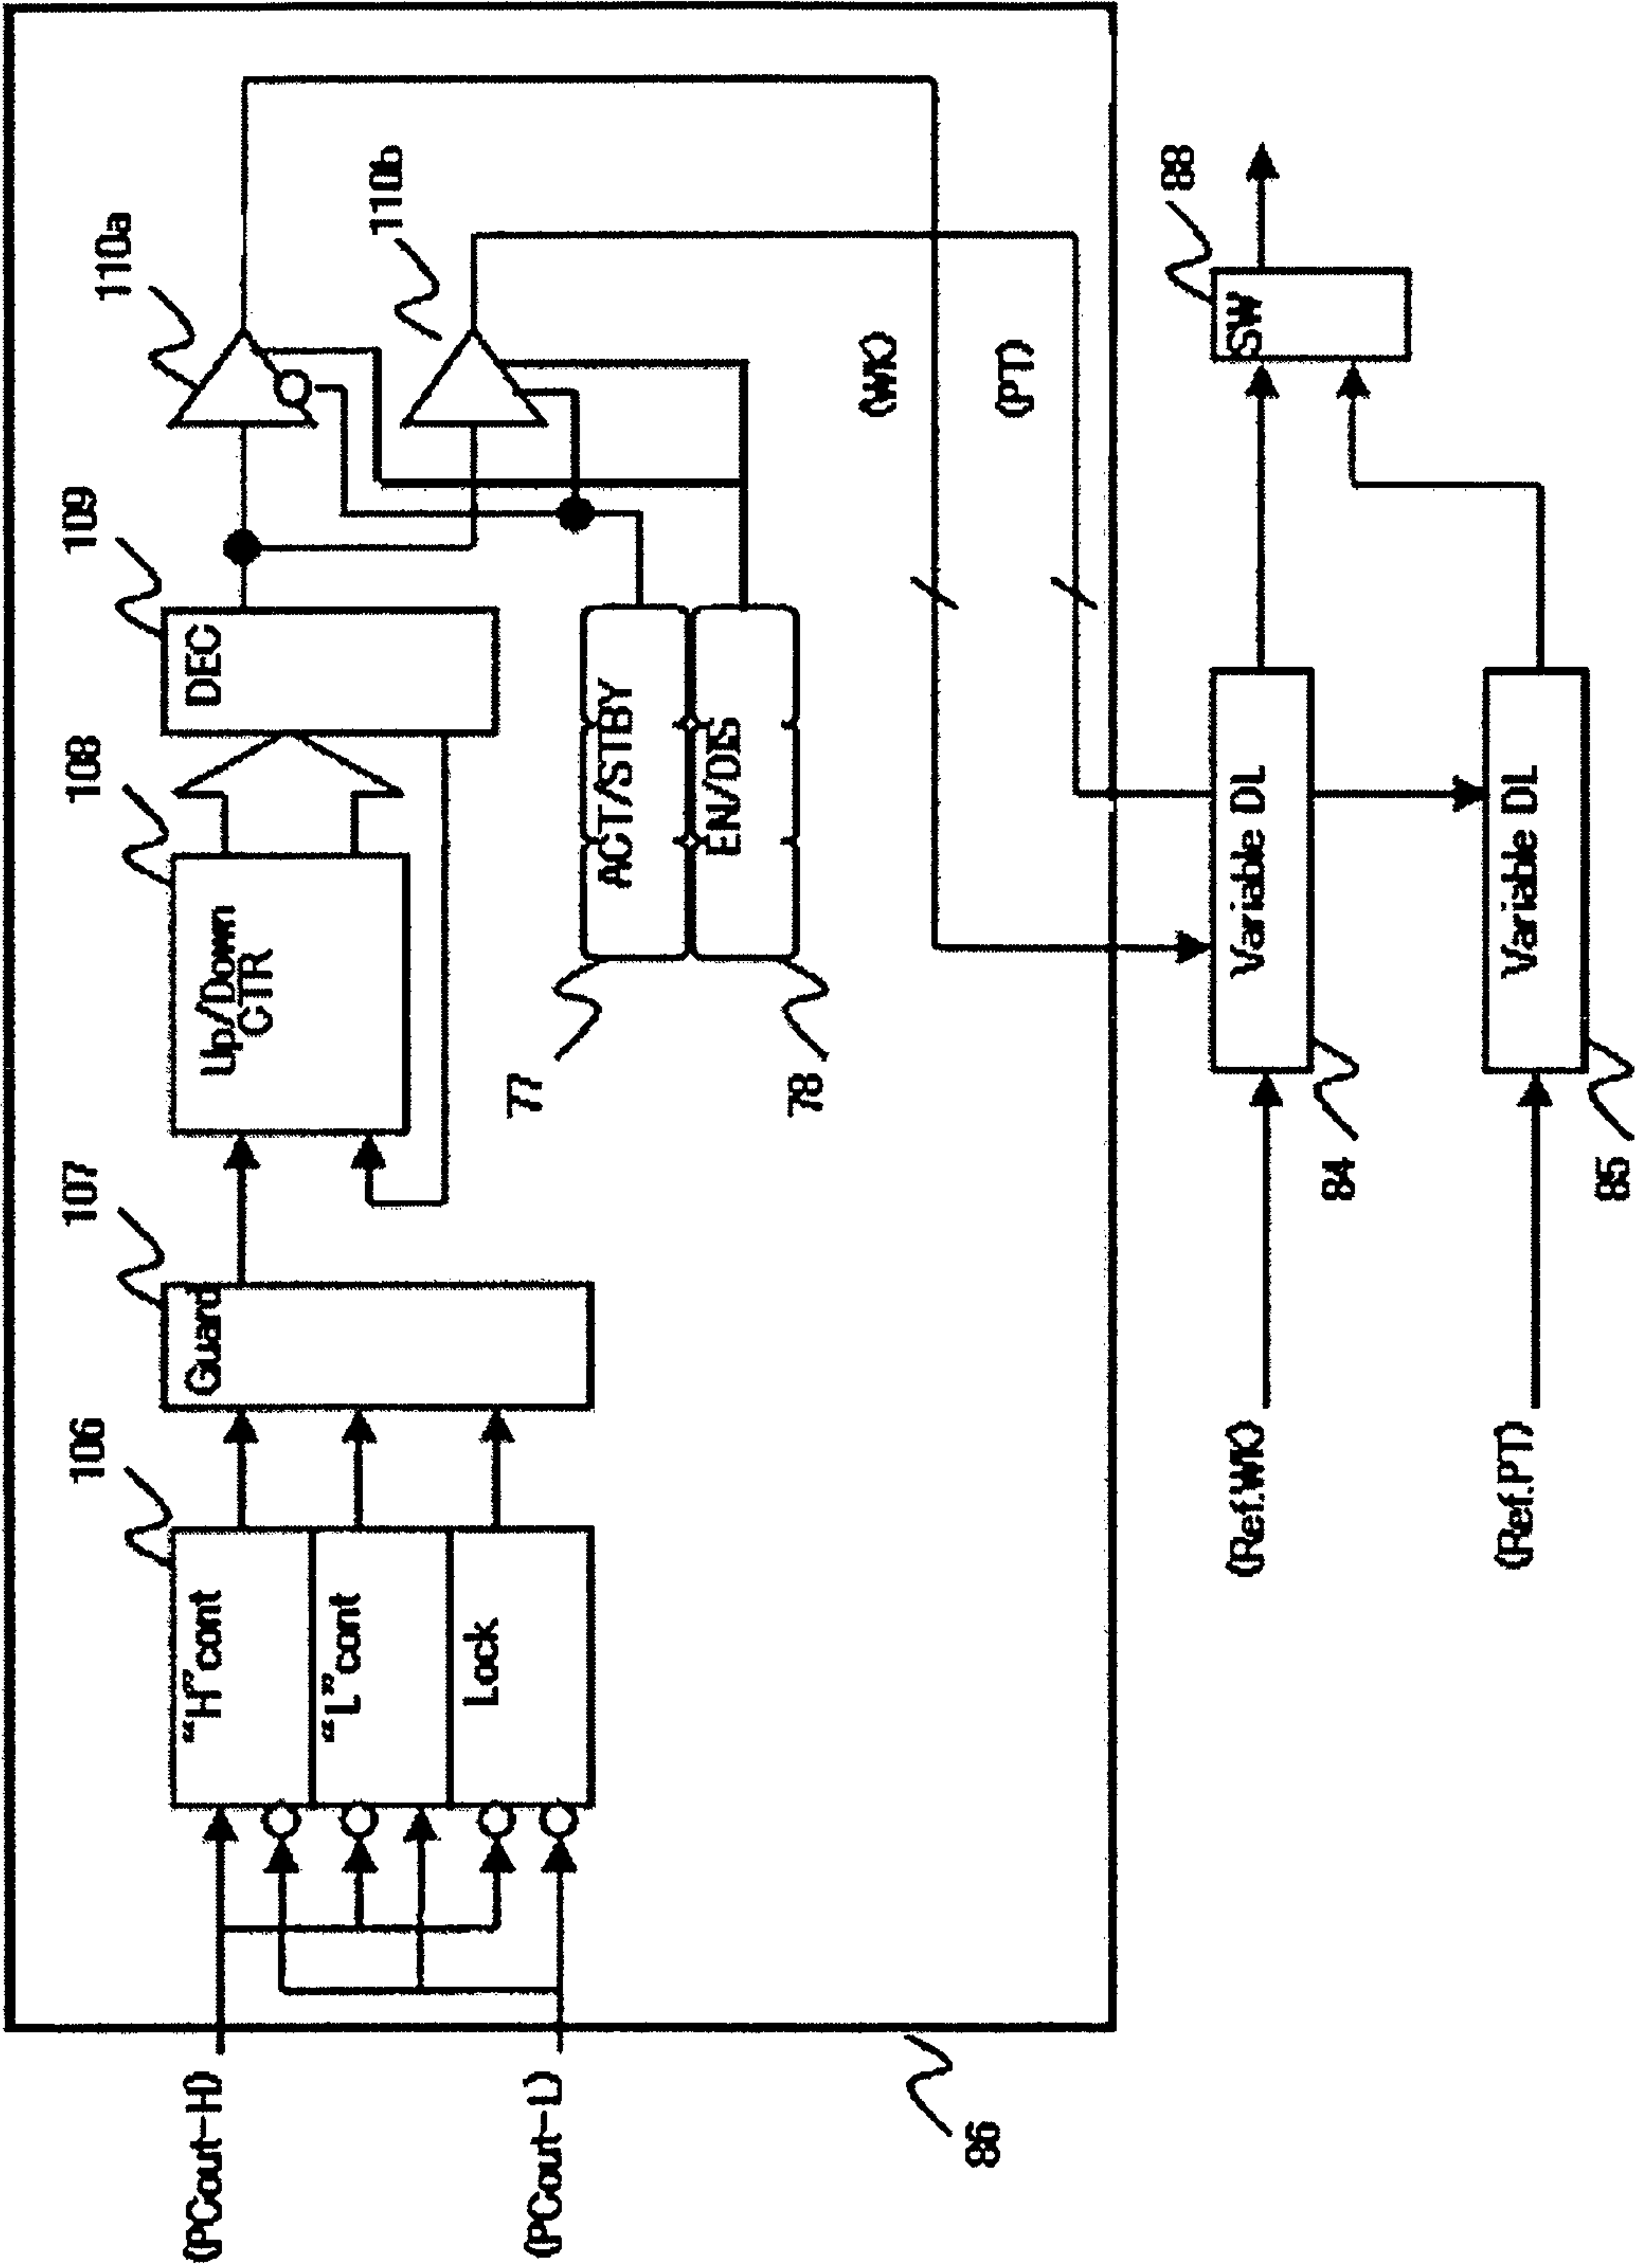 110a
110b
109
DEC
108
Up/Down
CTR
107
Guard
106
"H"cont
"L"cont
Lock
(PCout-H)
(PCout-L)
ACT/STBY
EN/DIS
77
78
(WK)
(PT)
86
88
SW
Variable DL
84
(Ref.WK)
Variable DL
85
(Ref.PT)